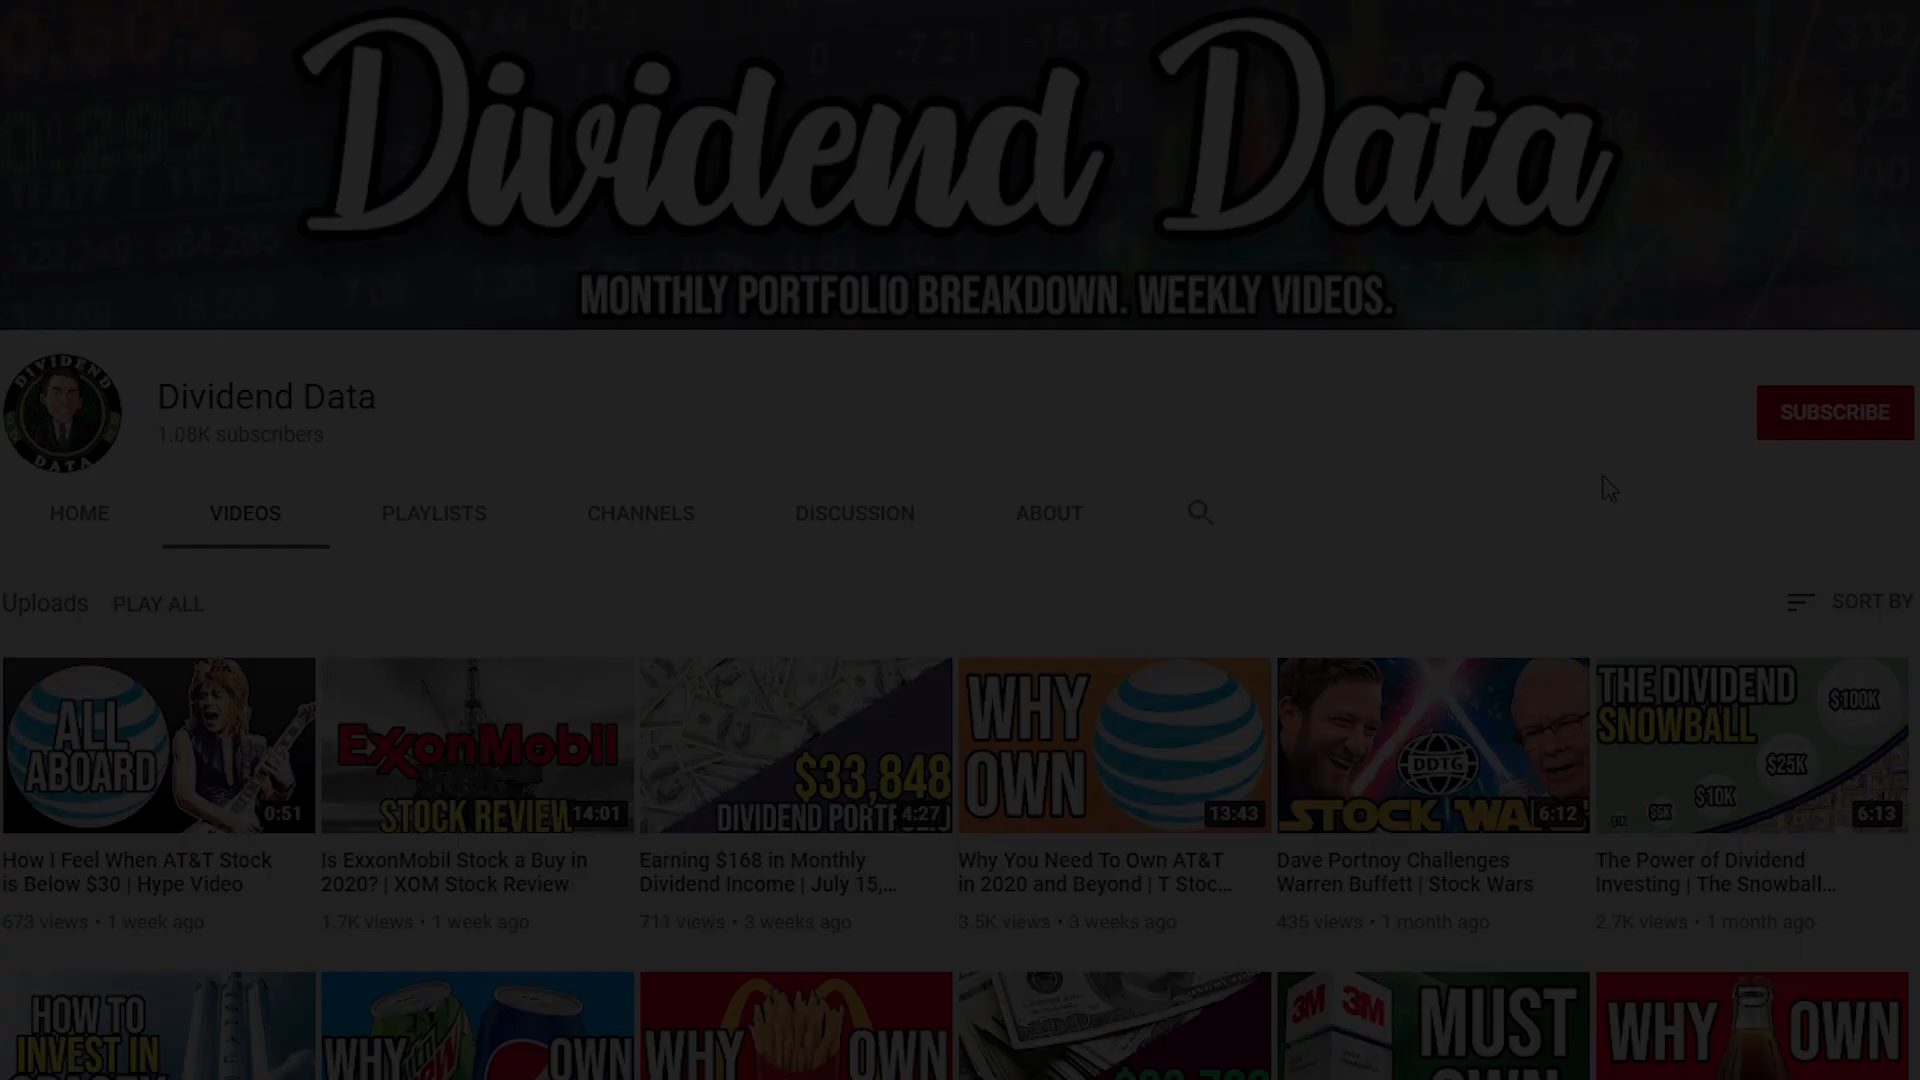 Dividend Data
MONTHLY PORTFOLIO BREAKDOWN. WEEKLY VIDEOS.
DIVIDEND
DATA
Dividend Data
1.08K subscribers
SUBSCRIBE
HOME VIDEOS PLAYLISTS CHANNELS DISCUSSION ABOUT
Uploads PLAY ALL SORT BY
ALL
ABOARD
0:51
ExxonMobil
STOCK REVIEW
14:01
$33,848
DIVIDEND
4:27
WHY
OWN
13:43
DDTG
STOCK
6:12
THE DIVIDEND
SNOWBALL
$100K
$25K
$10K
$5K
6:13
How I Feel When AT&T Stock
is Below $30 | Hype Video
673 views • 1 week ago
Is ExxonMobil Stock a Buy in
2020? | XOM Stock Review
1.7K views • 1 week ago
Earning $168 in Monthly
Dividend Income | July 15,...
711 views • 3 weeks ago
Why You Need To Own AT&T
in 2020 and Beyond | T Stoc...
3.5K views • 3 weeks ago
Dave Portnoy Challenges
Warren Buffett | Stock Wars
435 views • 1 month ago
The Power of Dividend
Investing | The Snowball...
2.7K views • 1 month ago
HOW TO
INVEST IN
WHY OWN
WHY OWN
3M 3M
MUST
WHY OWN